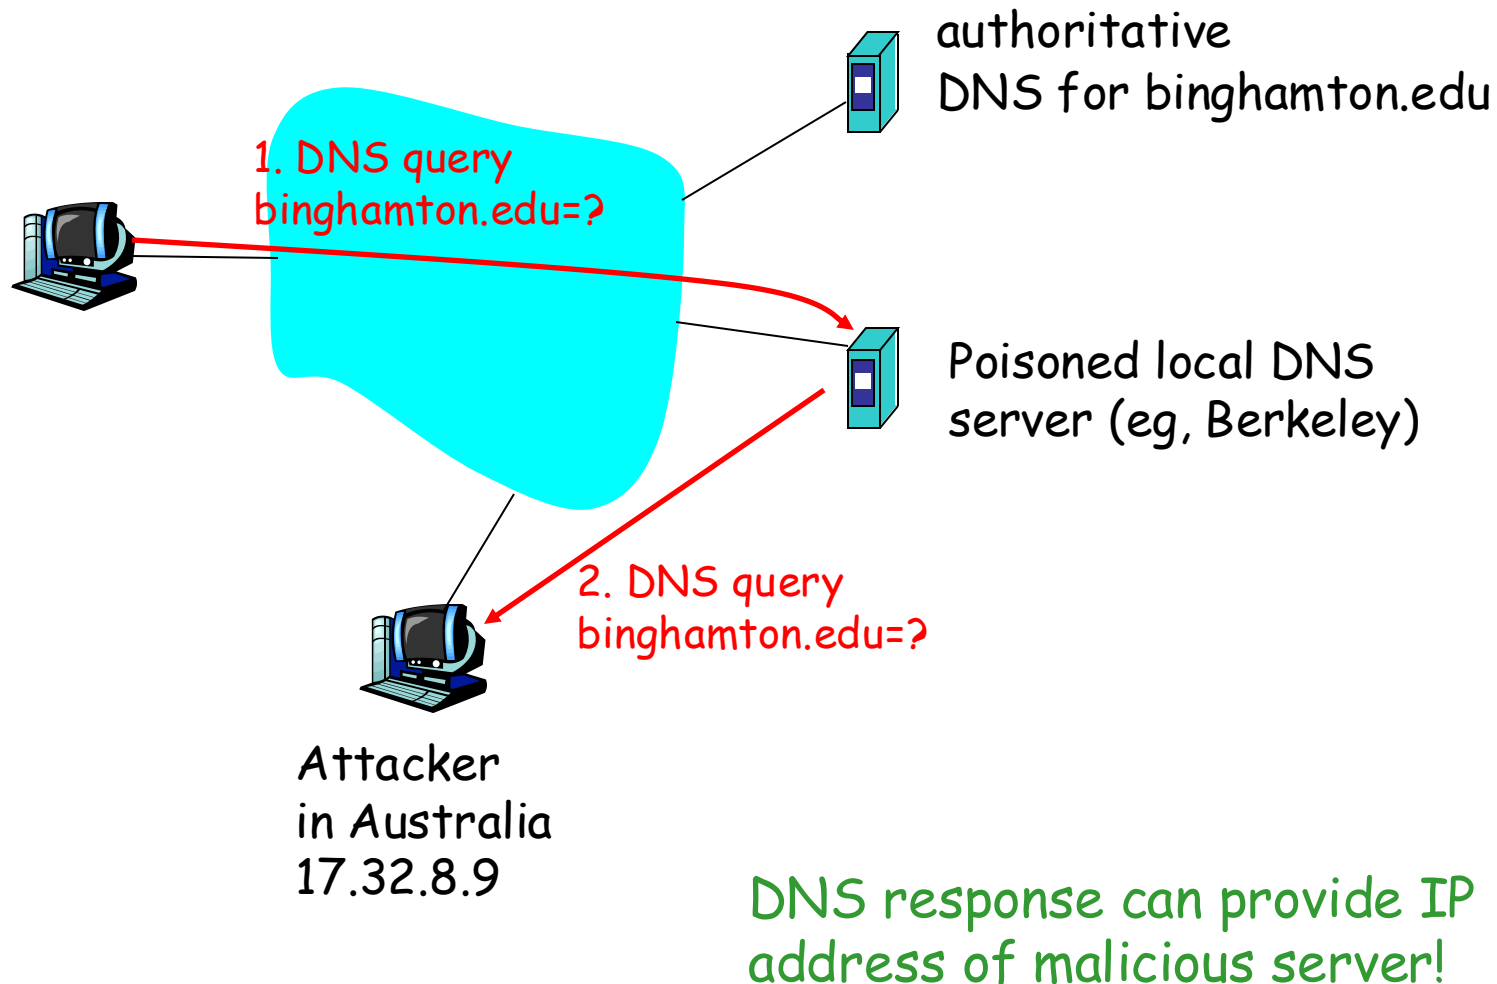 authoritative
DNS for binghamton.edu
1. DNS query
binghamton.edu=?
Poisoned local DNS
server (eg, Berkeley)
2. DNS query
binghamton.edu=?
Attacker
in Australia
17.32.8.9
DNS response can provide IP
address of malicious server!